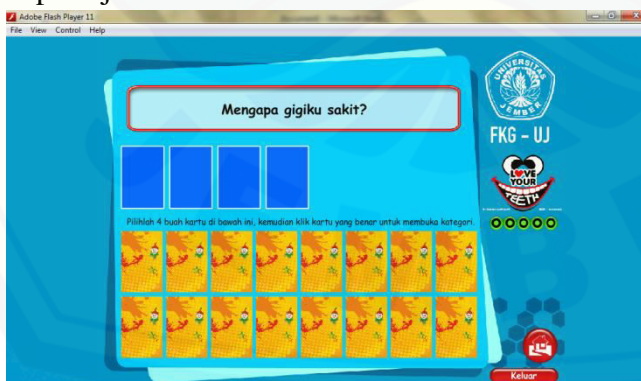 Adobe Flash Player 11
File View Control Help
Mengapa gigiku sakit?
UNIVERSITAS
JEMBER
FKG - UJ
LOVE
YOUR
TEETH
Pilihlah 4 buah kartu di bawah ini, kemudian klik kartu yang benar untuk membuka kategori.
Keluar